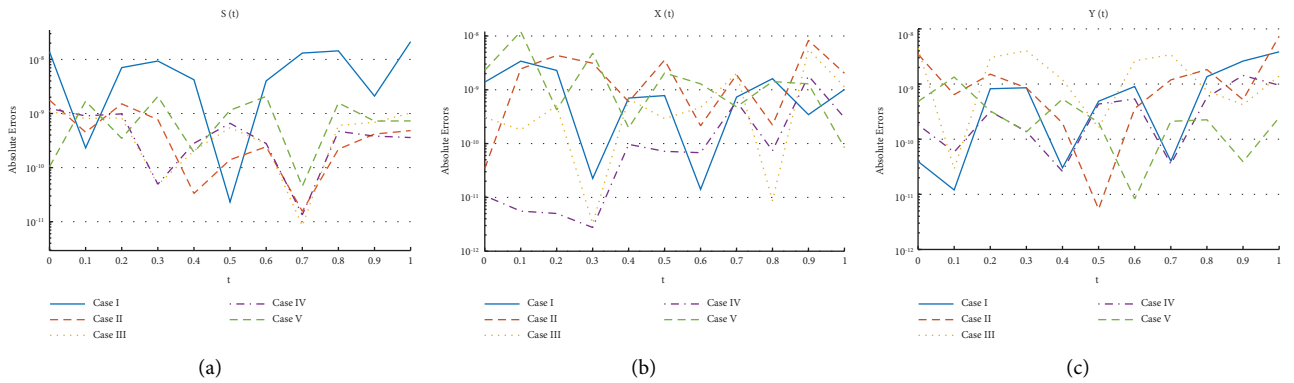 S (t)
Absolute Errors
10-8
10-9
10-10
10-11
0 0.1 0.2 0.3 0.4 0.5 0.6 0.7 0.8 0.9 1
t
Case I
Case II
Case III
Case IV
Case V
(a)
X (t)
Absolute Errors
10-8
10-9
10-10
10-11
10-12
0 0.1 0.2 0.3 0.4 0.5 0.6 0.7 0.8 0.9 1
t
Case I
Case II
Case III
Case IV
Case V
(b)
Y (t)
Absolute Errors
10-8
10-9
10-10
10-11
10-12
0 0.1 0.2 0.3 0.4 0.5 0.6 0.7 0.8 0.9 1
t
Case I
Case II
Case III
Case IV
Case V
(c)